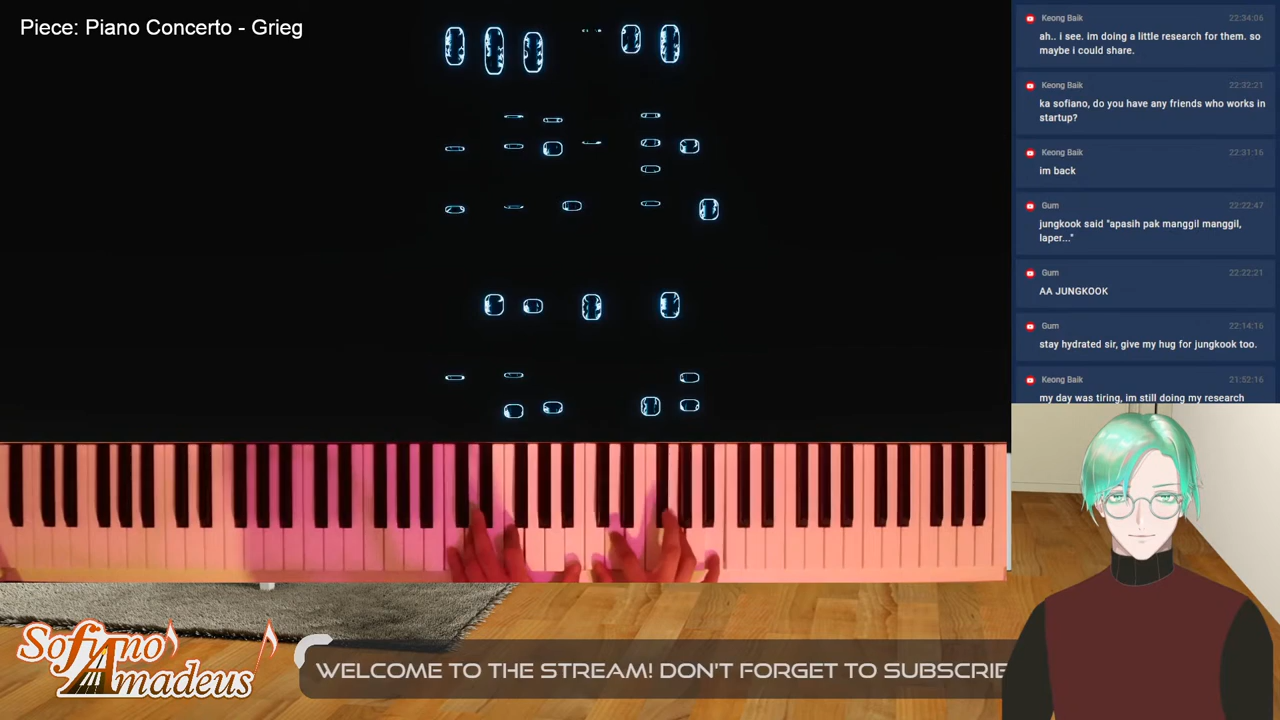 Piece: Piano Concerto - Grieg
Keong Baik 22:34:06
ah.. i see. im doing a little research for them. so
maybe i could share.
Keong Baik 22:32:21
ka sofiano, do you have any friends who works in
startup?
Keong Baik 22:31:16
im back
Gum 22:22:47
jungkook said "apasih pak manggil manggil,
laper..."
Gum 22:22:21
AA JUNGKOOK
Gum 22:14:16
stay hydrated sir, give my hug for jungkook too.
Keong Baik 21:52:16
my day was tiring, im still doing my research
Sofiano
Amadeus
WELCOME TO THE STREAM! DON'T FORGET TO SUBSCRIE